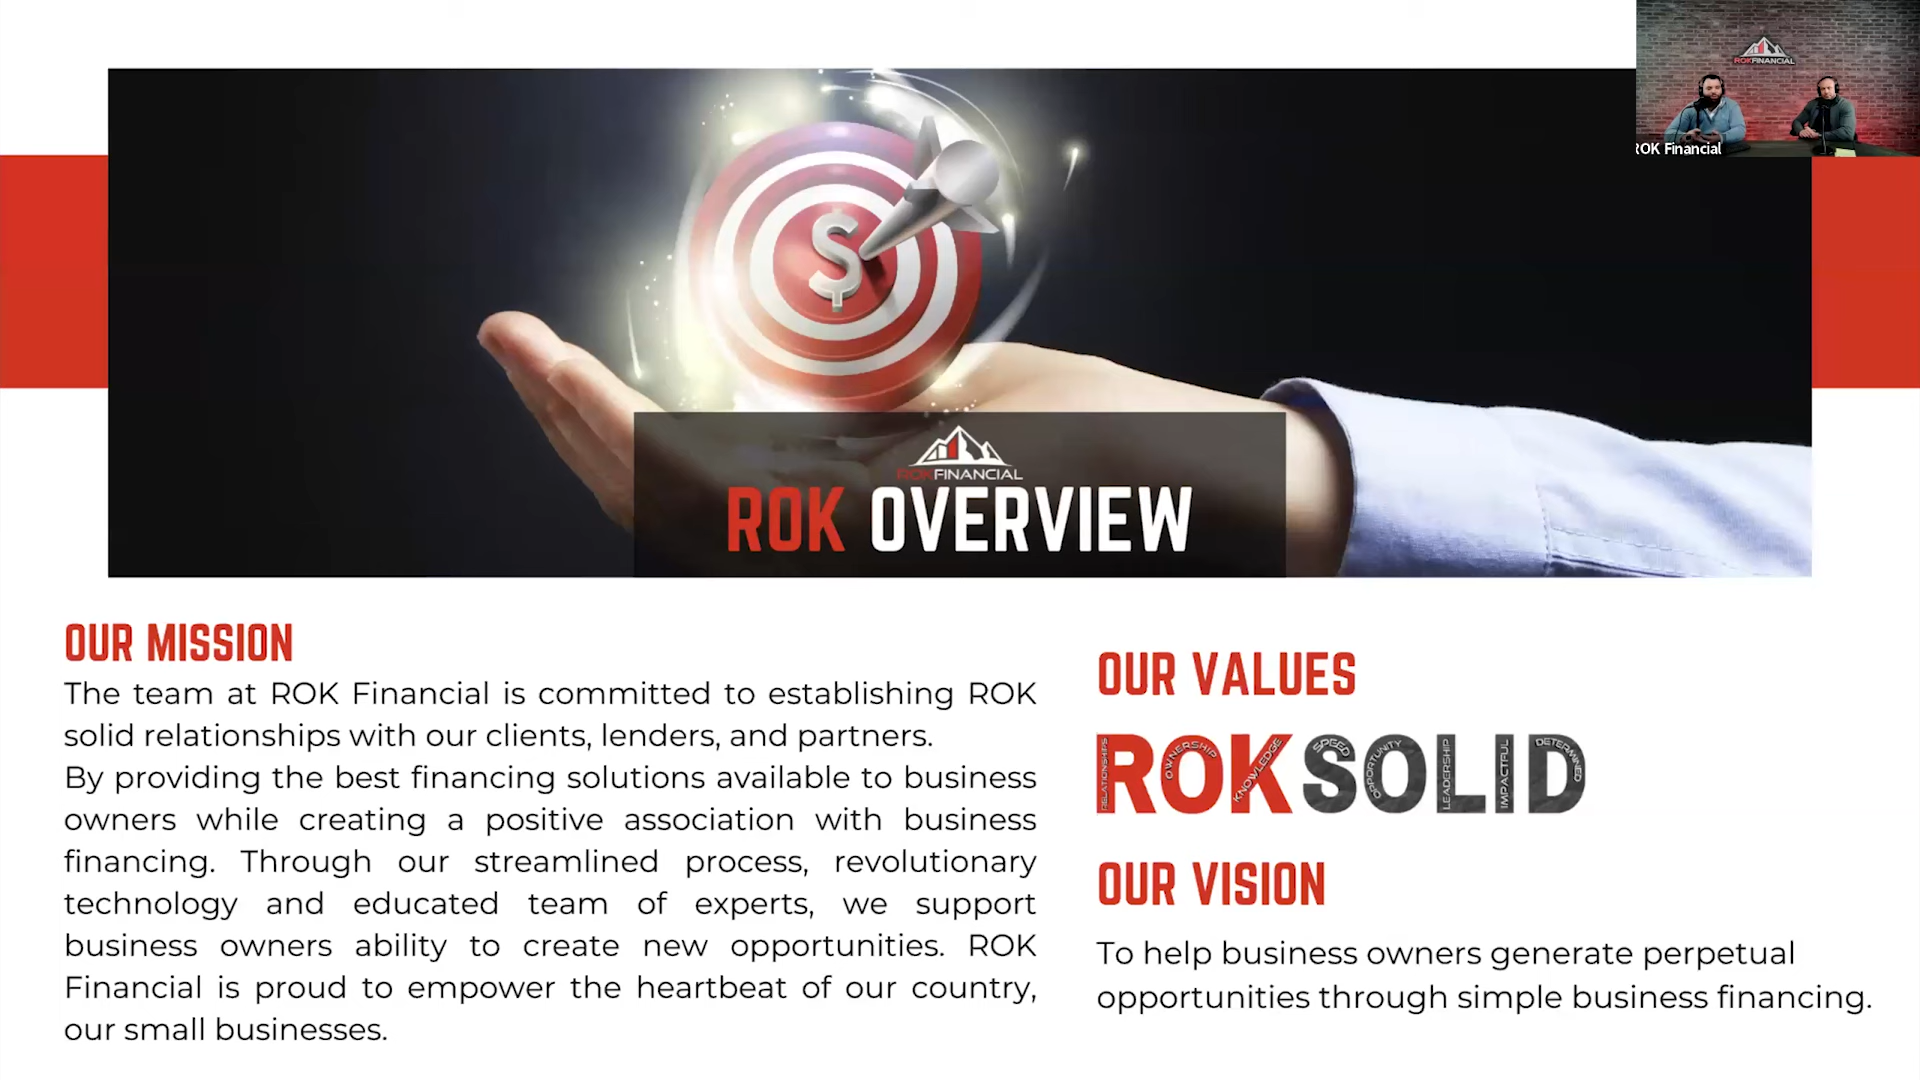 ROKFINANCIAL
ROK Financial
ROKFINANCIAL
ROK OVERVIEW
OUR MISSION
The team at ROK Financial is committed to establishing ROK
solid relationships with our clients, lenders, and partners.
By providing the best financing solutions available to business
owners while creating a positive association with business
financing. Through our streamlined process, revolutionary
technology and educated team of experts, we support
business owners ability to create new opportunities. ROK
Financial is proud to empower the heartbeat of our country,
our small businesses.
OUR VALUES
ROKSOLID
RELATIONSHIPS
OWNERSHIP
KNOWLEDGE
SPEED
OPPORTUNITY
LEADERSHIP
IMPACTFUL
DETERMINED
OUR VISION
To help business owners generate perpetual
opportunities through simple business financing.